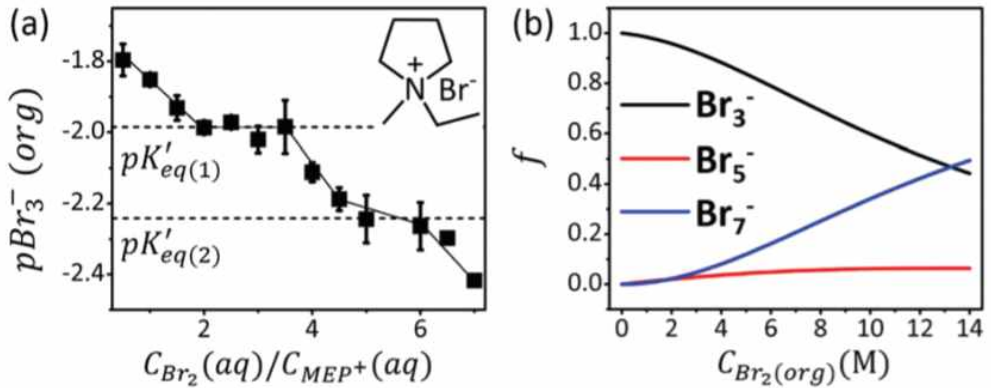 (a)
-1.8
-2.0
-2.2
-2.4
pBr₃⁻ (org)
N
+
Br⁻
pK'eq(1)
pK'eq(2)
2 4 6
C_Br₂(aq)/C_MEP⁺(aq)
(b)
1.0
0.8
0.6
0.4
0.2
0.0
f
Br₃⁻
Br₅⁻
Br₇⁻
0 2 4 6 8 10 12 14
C_Br₂(org)(M)